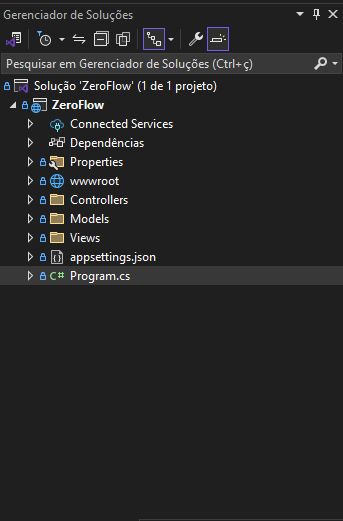 Gerenciador de Soluções
Pesquisar em Gerenciador de Soluções (Ctrl+ç)
Solução 'ZeroFlow' (1 de 1 projeto)
ZeroFlow
Connected Services
Dependências
Properties
wwwroot
Controllers
Models
Views
appsettings.json
C# Program.cs